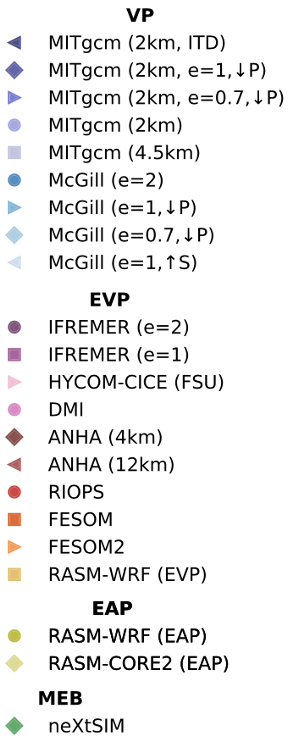 VP
MITgcm (2km, ITD)
MITgcm (2km, e=1,↓P)
MITgcm (2km, e=0.7,↓P)
MITgcm (2km)
MITgcm (4.5km)
McGill (e=2)
McGill (e=1,↓P)
McGill (e=0.7,↓P)
McGill (e=1,↑S)
EVP
IFREMER (e=2)
IFREMER (e=1)
HYCOM-CICE (FSU)
DMI
ANHA (4km)
ANHA (12km)
RIOPS
FESOM
FESOM2
RASM-WRF (EVP)
EAP
RASM-WRF (EAP)
RASM-CORE2 (EAP)
MEB
neXtSIM